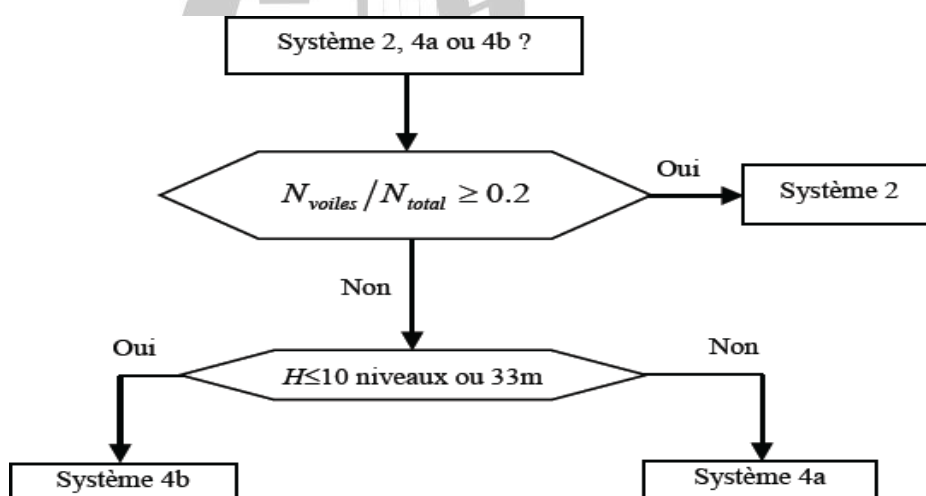 Système 2, 4a ou 4b ?
N_voiles/N_total ≥ 0.2
Oui
Système 2
Non
Oui
Non
H≤10 niveaux ou 33m
Système 4b
Système 4a